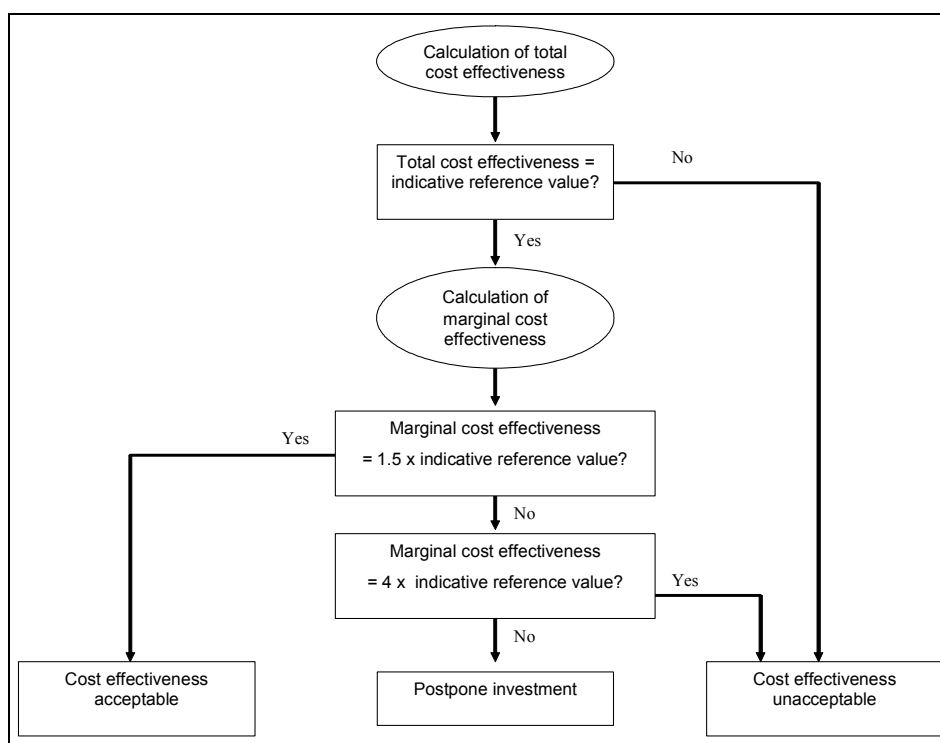 Calculation of total
cost effectiveness
Total cost effectiveness =
indicative reference value?
No
Yes
Calculation of
marginal cost
effectiveness
Marginal cost effectiveness
= 1.5 x indicative reference value?
Yes
No
Marginal cost effectiveness
= 4 x indicative reference value?
Yes
No
Cost effectiveness
acceptable
Postpone investment
Cost effectiveness
unacceptable